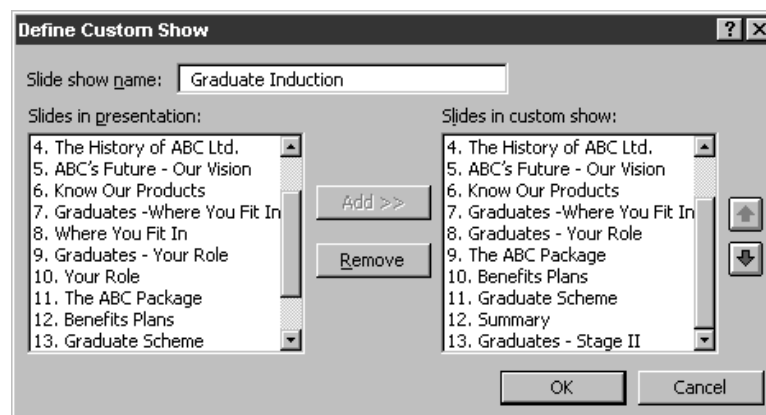 Define Custom Show
Slide show name: Graduate Induction
Slides in presentation:
4. The History of ABC Ltd.
5. ABC's Future - Our Vision
6. Know Our Products
7. Graduates -Where You Fit In
8. Where You Fit In
9. Graduates - Your Role
10. Your Role
11. The ABC Package
12. Benefits Plans
13. Graduate Scheme
Add >>
Remove
Slides in custom show:
4. The History of ABC Ltd.
5. ABC's Future - Our Vision
6. Know Our Products
7. Graduates -Where You Fit In
8. Graduates - Your Role
9. The ABC Package
10. Benefits Plans
11. Graduate Scheme
12. Summary
13. Graduates - Stage II
OK
Cancel